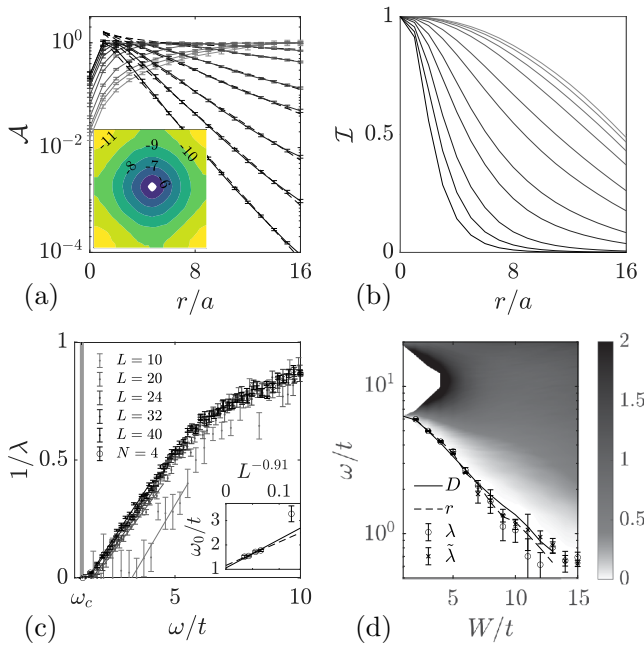 10^0
10^{-2}
10^{-4}
𝒜
-11
-9
-10
-8
-7
-6
0 8 16
r/a
(a)
1
0.5
0
ℐ
0 8 16
r/a
(b)
1
0.5
0
1/λ
L = 10
L = 20
L = 24
L = 32
L = 40
N = 4
L^{-0.91}
0 0.1
3
2
1
ω_0/t
ω_c 5 10
ω/t
(c)
10^1
10^0
ω/t
D
r
λ
λ̃
5 10 15
W/t
(d)
2
1.5
1
0.5
0